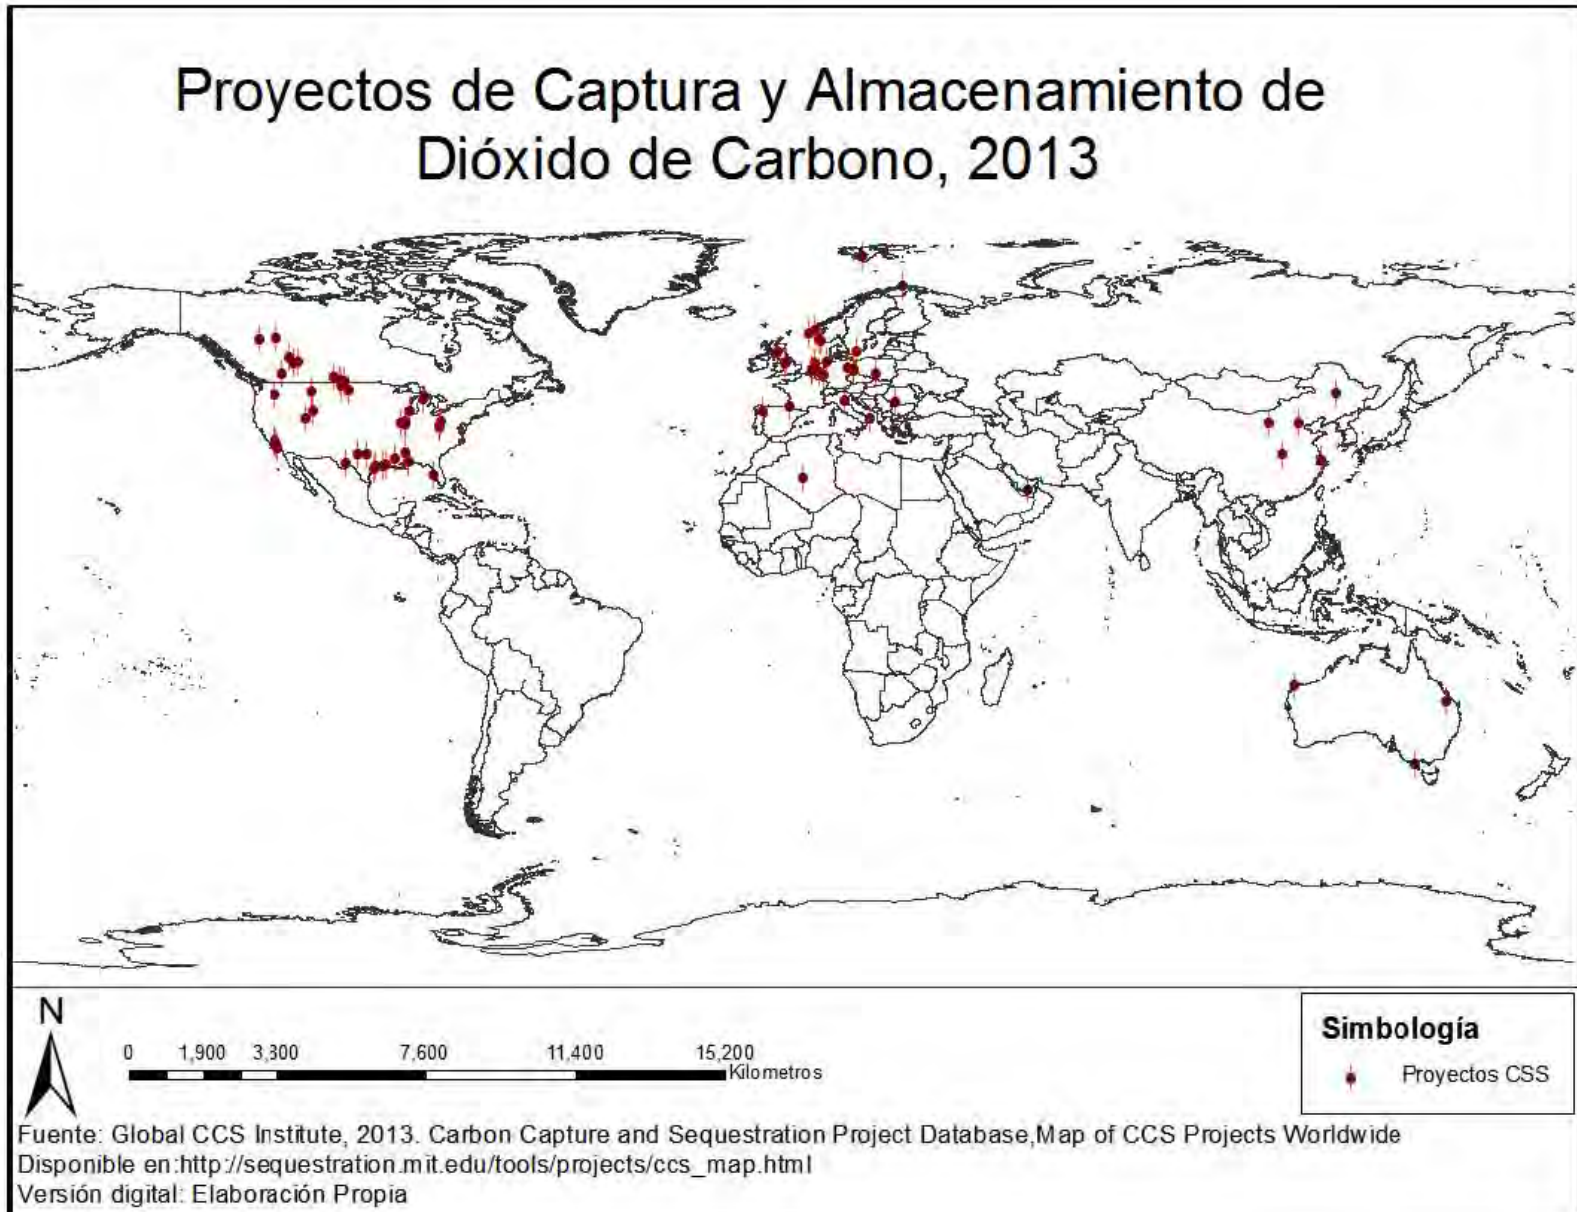 Proyectos de Captura y Almacenamiento de
Dióxido de Carbono, 2013
N
0 1,900 3,300 7,600 11,400 15,200
Kilometros
Simbología
Proyectos CSS
Fuente: Global CCS Institute, 2013. Carbon Capture and Sequestration Project Database,Map of CCS Projects Worldwide
Disponible en:http://sequestration.mit.edu/tools/projects/ccs_map.html
Versión digital: Elaboración Propia